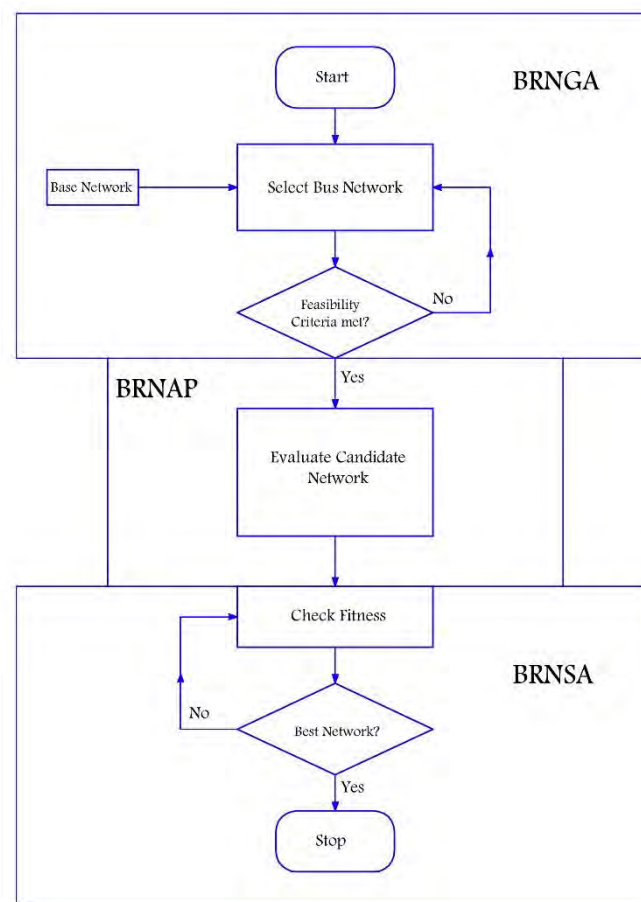 Start
BRNGA
Base Network
Select Bus Network
Feasibility
Criteria met?
No
Yes
BRNAP
Evaluate Candidate
Network
Check Fitness
BRNSA
No
Best Network?
Yes
Stop